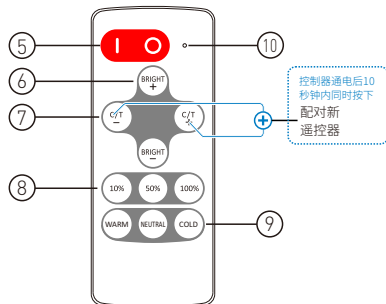 ⑤
I O
⑩
⑥
BRIGHT
+
⑦
C/T
−
C/T
+
BRIGHT
−
控制器通电后10
秒钟内同时按下
配对新
遥控器
⑧
10% 50% 100%
WARM NEUTRAL COLD
⑨